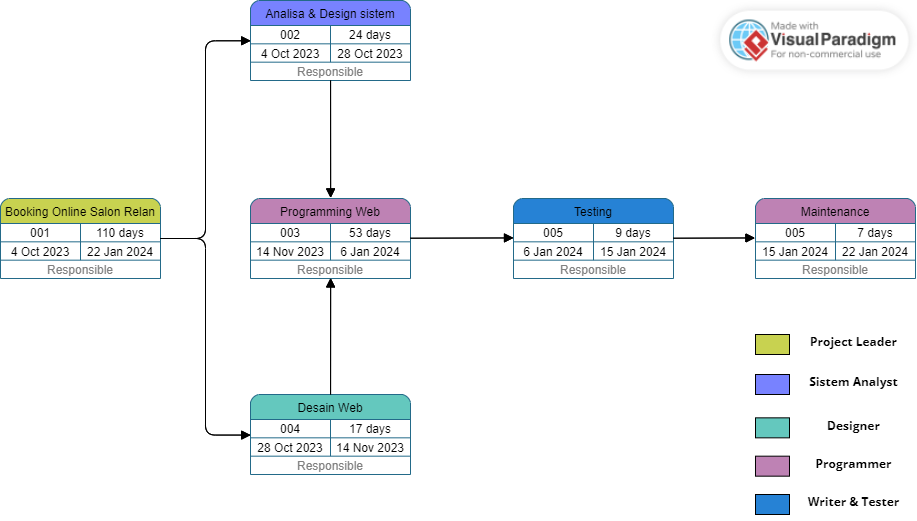 Analisa & Design sistem
002 24 days
4 Oct 2023 28 Oct 2023
Responsible
Made with
Visual Paradigm
For non-commercial use
Booking Online Salon Relan
001 110 days
4 Oct 2023 22 Jan 2024
Responsible
Programming Web
003 53 days
14 Nov 2023 6 Jan 2024
Responsible
Testing
005 9 days
6 Jan 2024 15 Jan 2024
Responsible
Maintenance
005 7 days
15 Jan 2024 22 Jan 2024
Responsible
Desain Web
004 17 days
28 Oct 2023 14 Nov 2023
Responsible
Project Leader
Sistem Analyst
Designer
Programmer
Writer & Tester